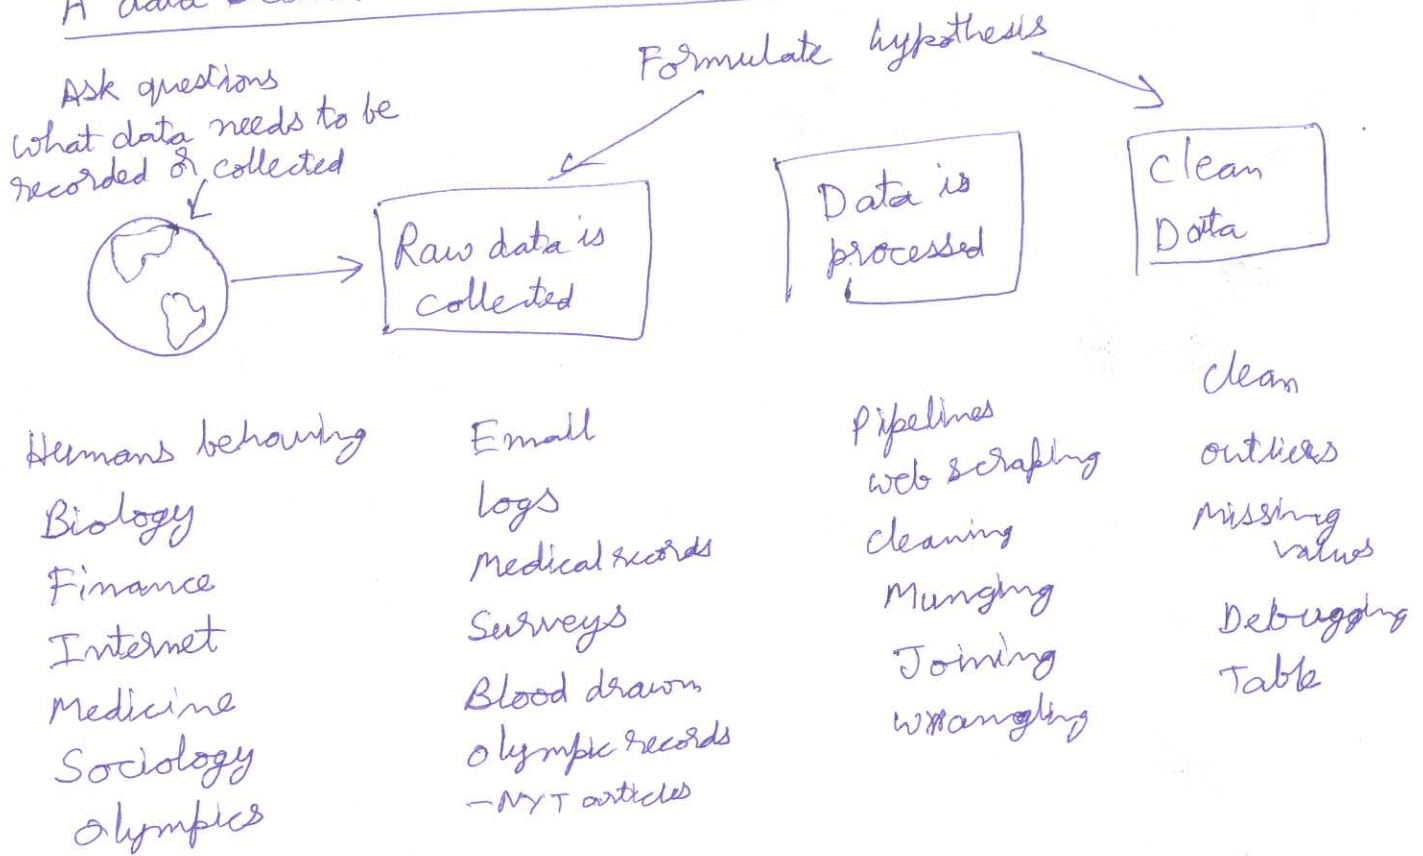 A data
Formulate hypothesis
Ask questions
what data needs to be
recorded or collected
Raw data is
collected
Data is
processed
Clean
Data
Humans behaving
Biology
Finance
Internet
Medicine
Sociology
Olympics
Email
logs
Medical records
Surveys
Blood drawn
Olympic records
- NYT articles
Pipelines
web scraping
cleaning
Munging
Joining
wrangling
clean
outliers
Missing
values
Debugging
Table